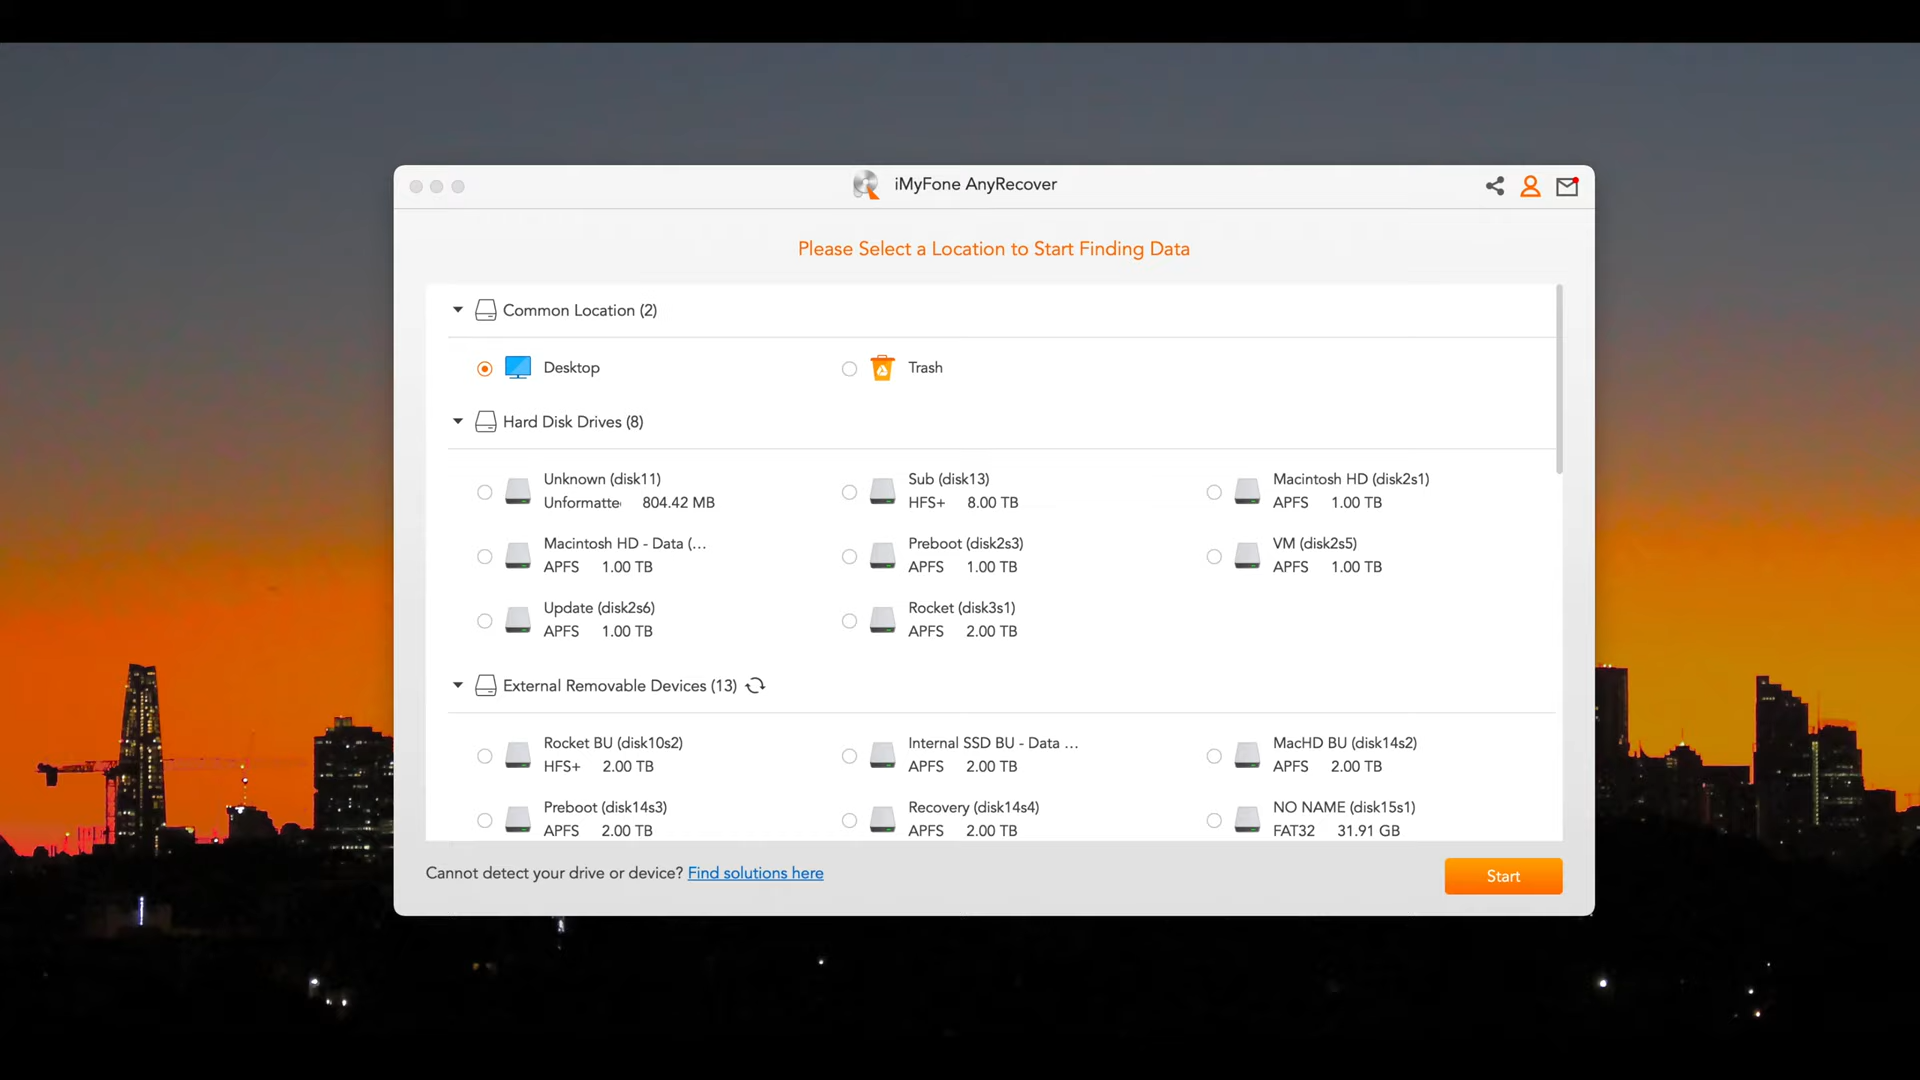 iMyFone AnyRecover
Please Select a Location to Start Finding Data
Common Location (2)
Desktop
Trash
Hard Disk Drives (8)
Unknown (disk11)
Unformatte 804.42 MB
Sub (disk13)
HFS+ 8.00 TB
Macintosh HD (disk2s1)
APFS 1.00 TB
Macintosh HD - Data (...
APFS 1.00 TB
Preboot (disk2s3)
APFS 1.00 TB
VM (disk2s5)
APFS 1.00 TB
Update (disk2s6)
APFS 1.00 TB
Rocket (disk3s1)
APFS 2.00 TB
External Removable Devices (13)
Rocket BU (disk10s2)
HFS+ 2.00 TB
Internal SSD BU - Data ...
APFS 2.00 TB
MacHD BU (disk14s2)
APFS 2.00 TB
Preboot (disk14s3)
APFS 2.00 TB
Recovery (disk14s4)
APFS 2.00 TB
NO NAME (disk15s1)
FAT32 31.91 GB
Cannot detect your drive or device? Find solutions here
Start